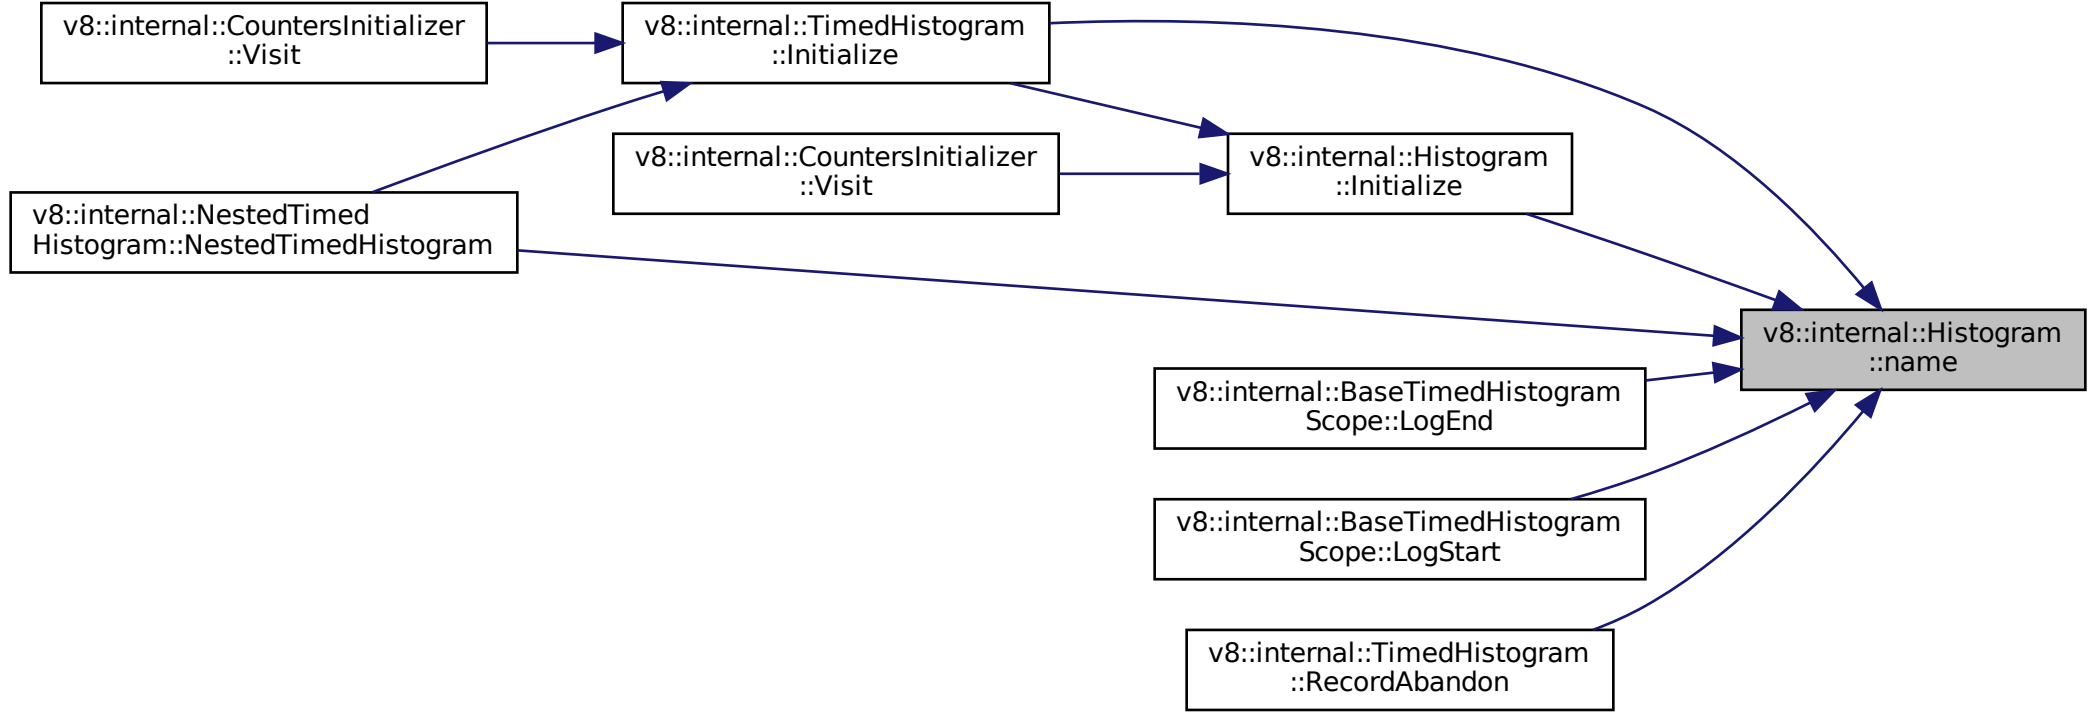 v8::internal::CountersInitializer
::Visit
v8::internal::TimedHistogram
::Initialize
v8::internal::CountersInitializer
::Visit
v8::internal::Histogram
::Initialize
v8::internal::NestedTimed
Histogram::NestedTimedHistogram
v8::internal::Histogram
::name
v8::internal::BaseTimedHistogram
Scope::LogEnd
v8::internal::BaseTimedHistogram
Scope::LogStart
v8::internal::TimedHistogram
::RecordAbandon